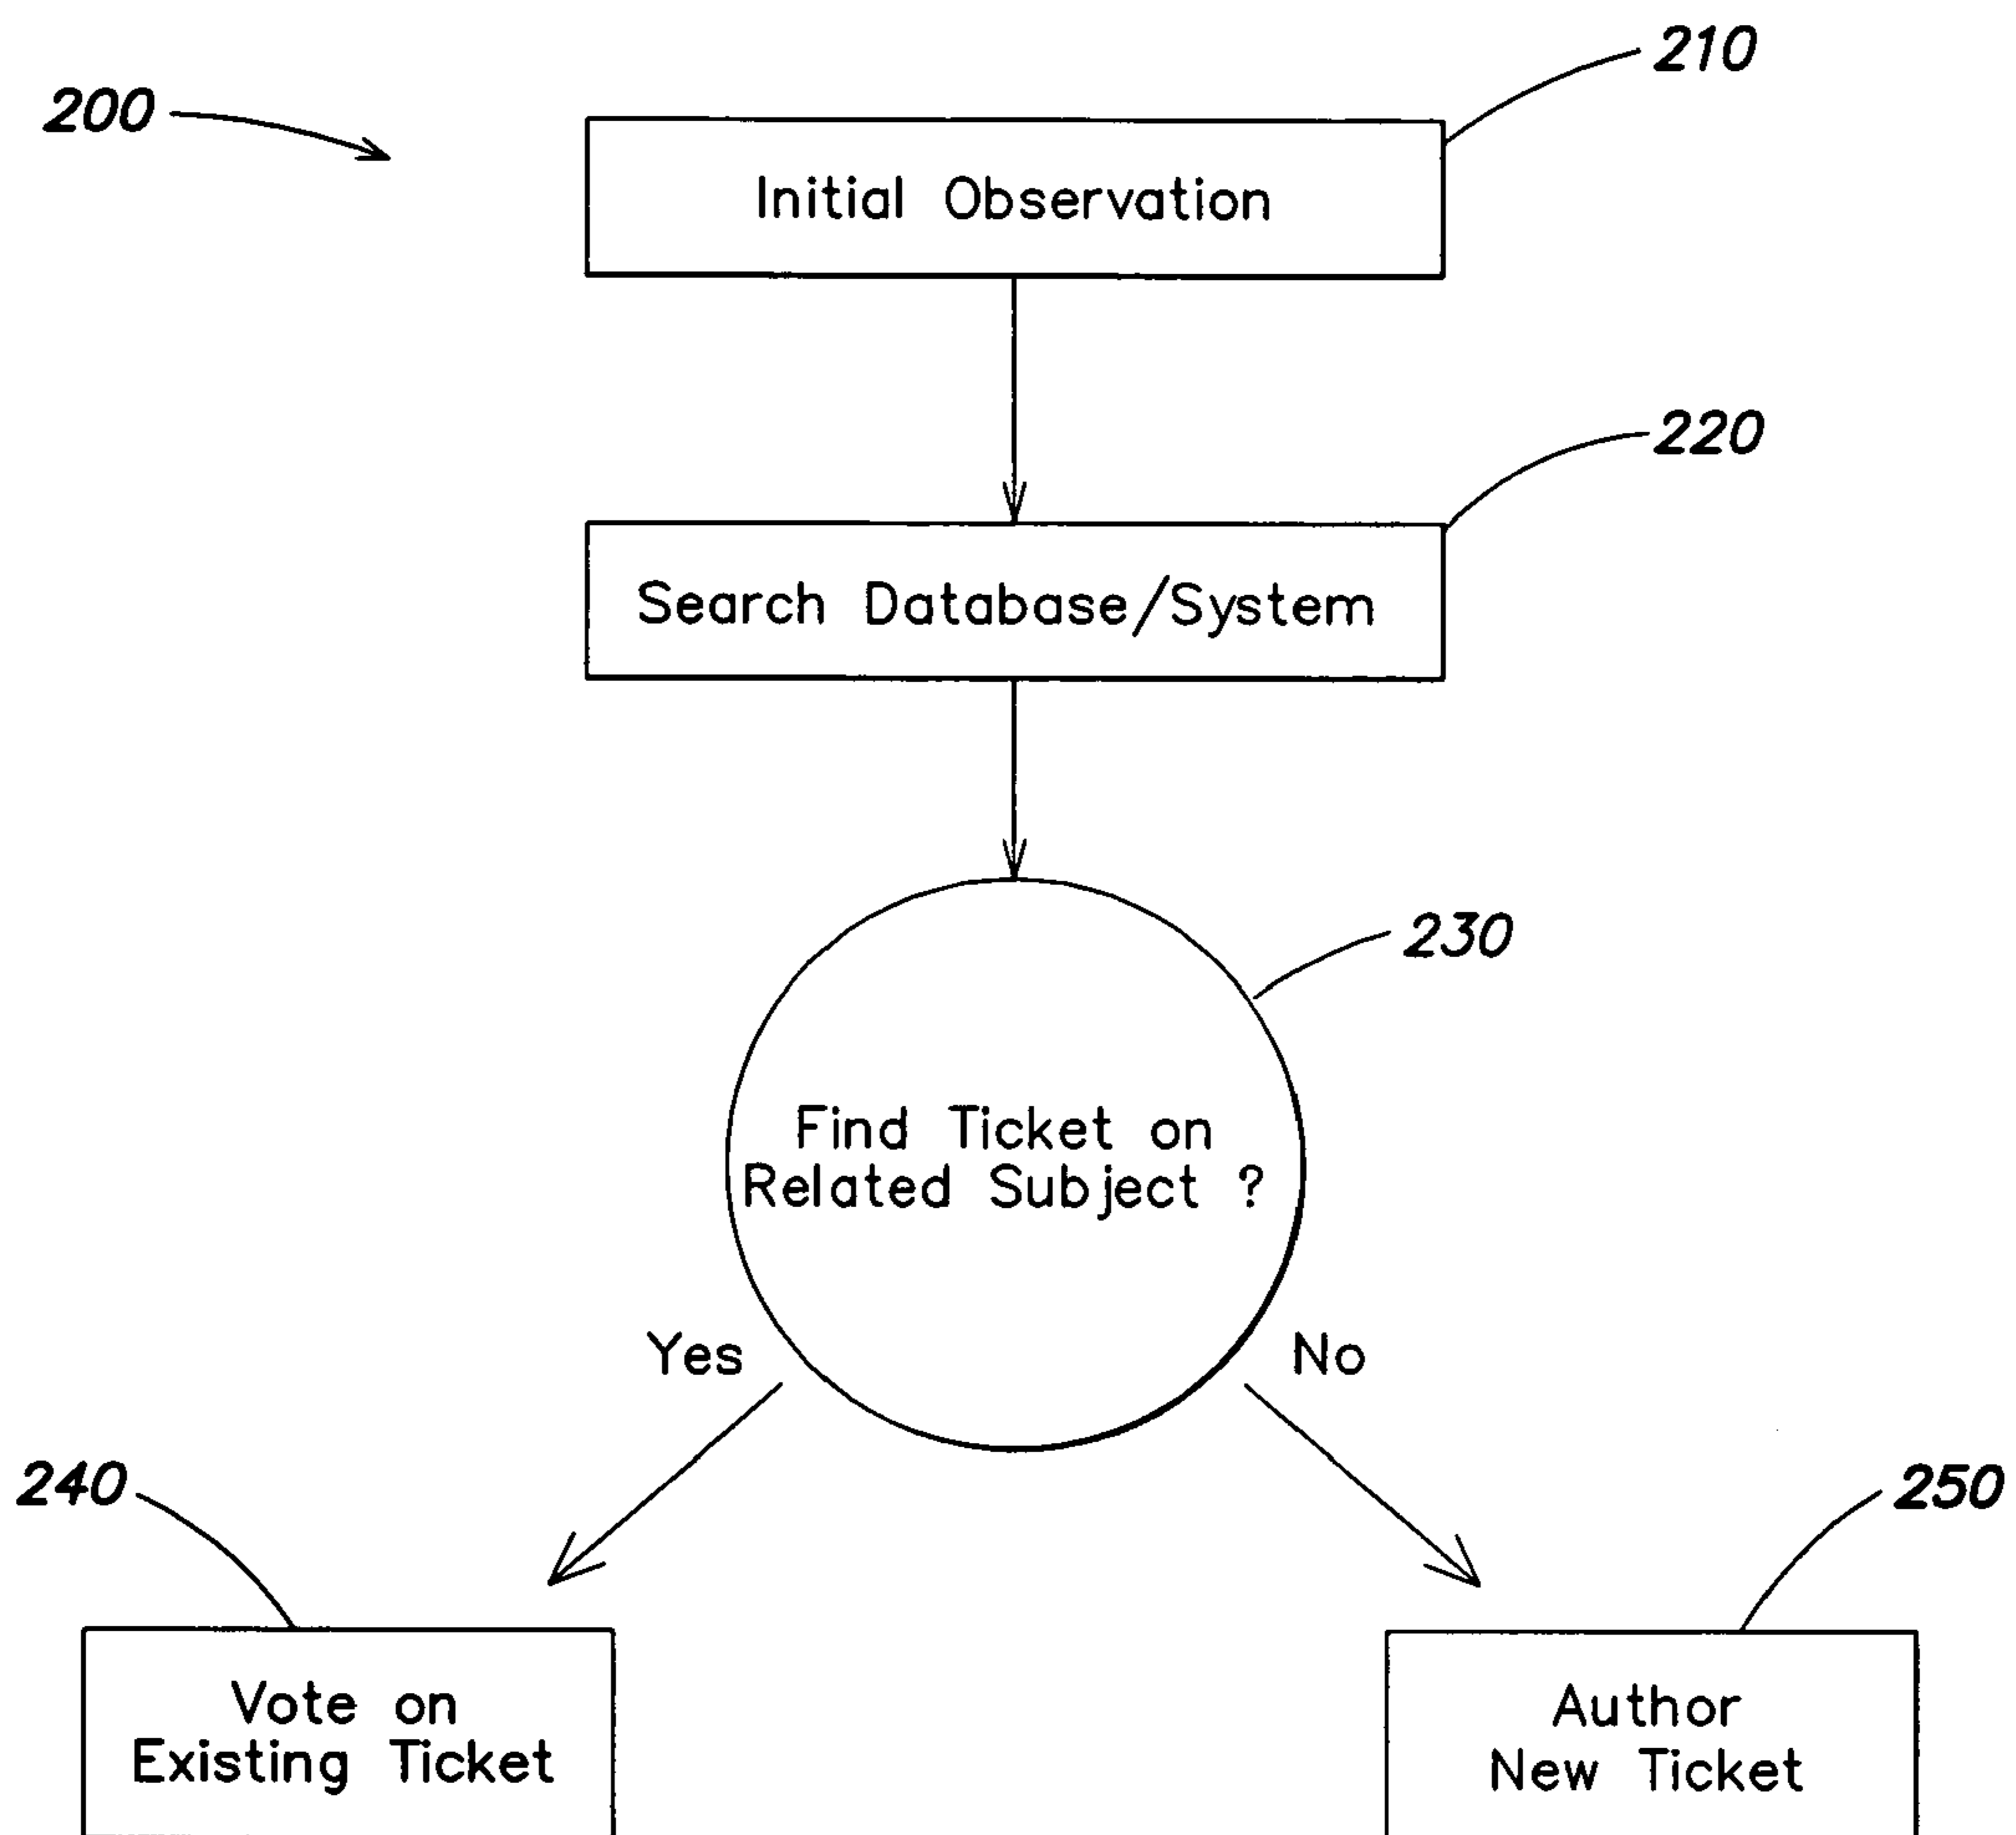 210
200
Initial Observation
220
Search Database/System
230
Find Ticket on
Related Subject ?
Yes
No
240
250
Vote on
Existing Ticket
Author
New Ticket